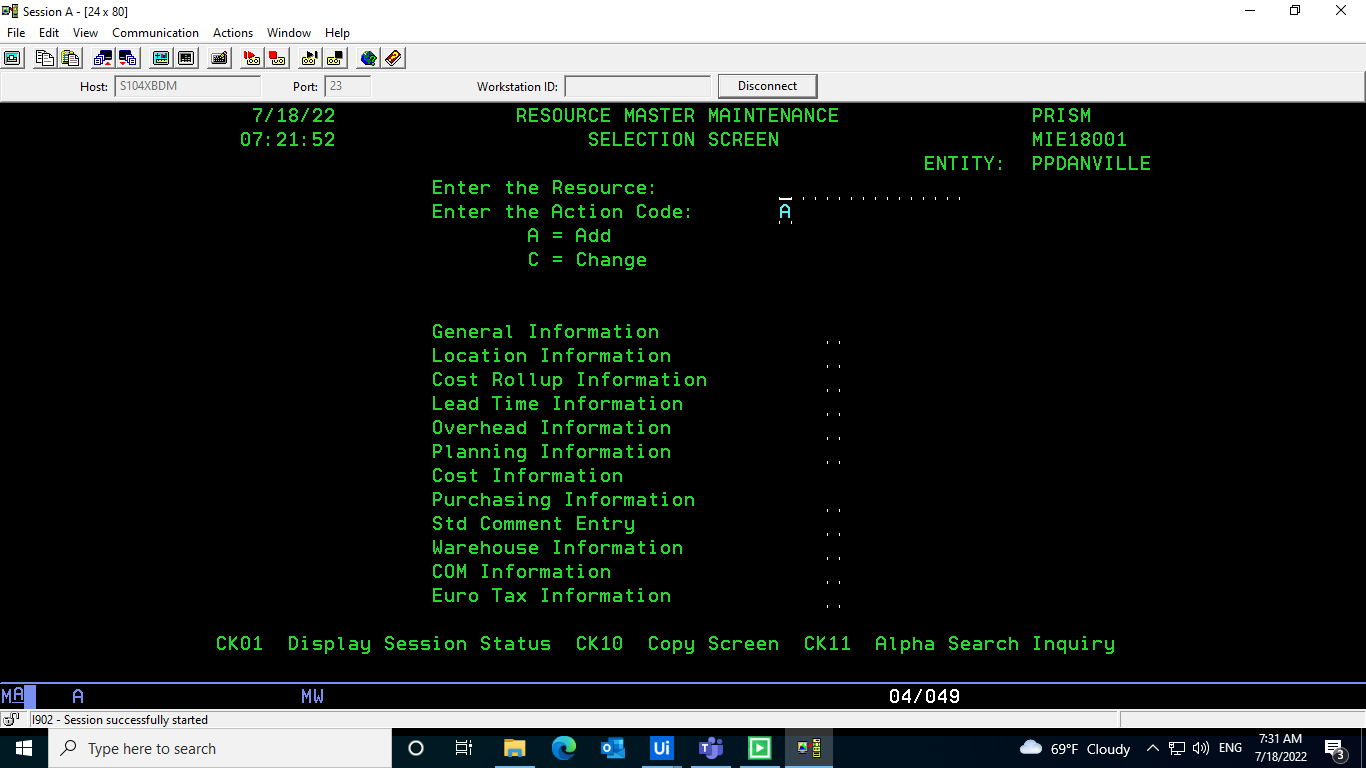 Session A - [24 x 80]
File Edit View Communication Actions Window Help
Host: S104XBDM Port: 23 Workstation ID: Disconnect
7/18/22 RESOURCE MASTER MAINTENANCE PRISM
07:21:52 SELECTION SCREEN MIE18001
ENTITY: PPDANVILLE
Enter the Resource:
Enter the Action Code: A
A = Add
C = Change
General Information
Location Information
Cost Rollup Information
Lead Time Information
Overhead Information
Planning Information
Cost Information
Purchasing Information
Std Comment Entry
Warehouse Information
COM Information
Euro Tax Information
CK01 Display Session Status CK10 Copy Screen CK11 Alpha Search Inquiry
MA A MW 04/049
I902 - Session successfully started
Type here to search Ui 69°F Cloudy ENG 7:31 AM
7/18/2022 3